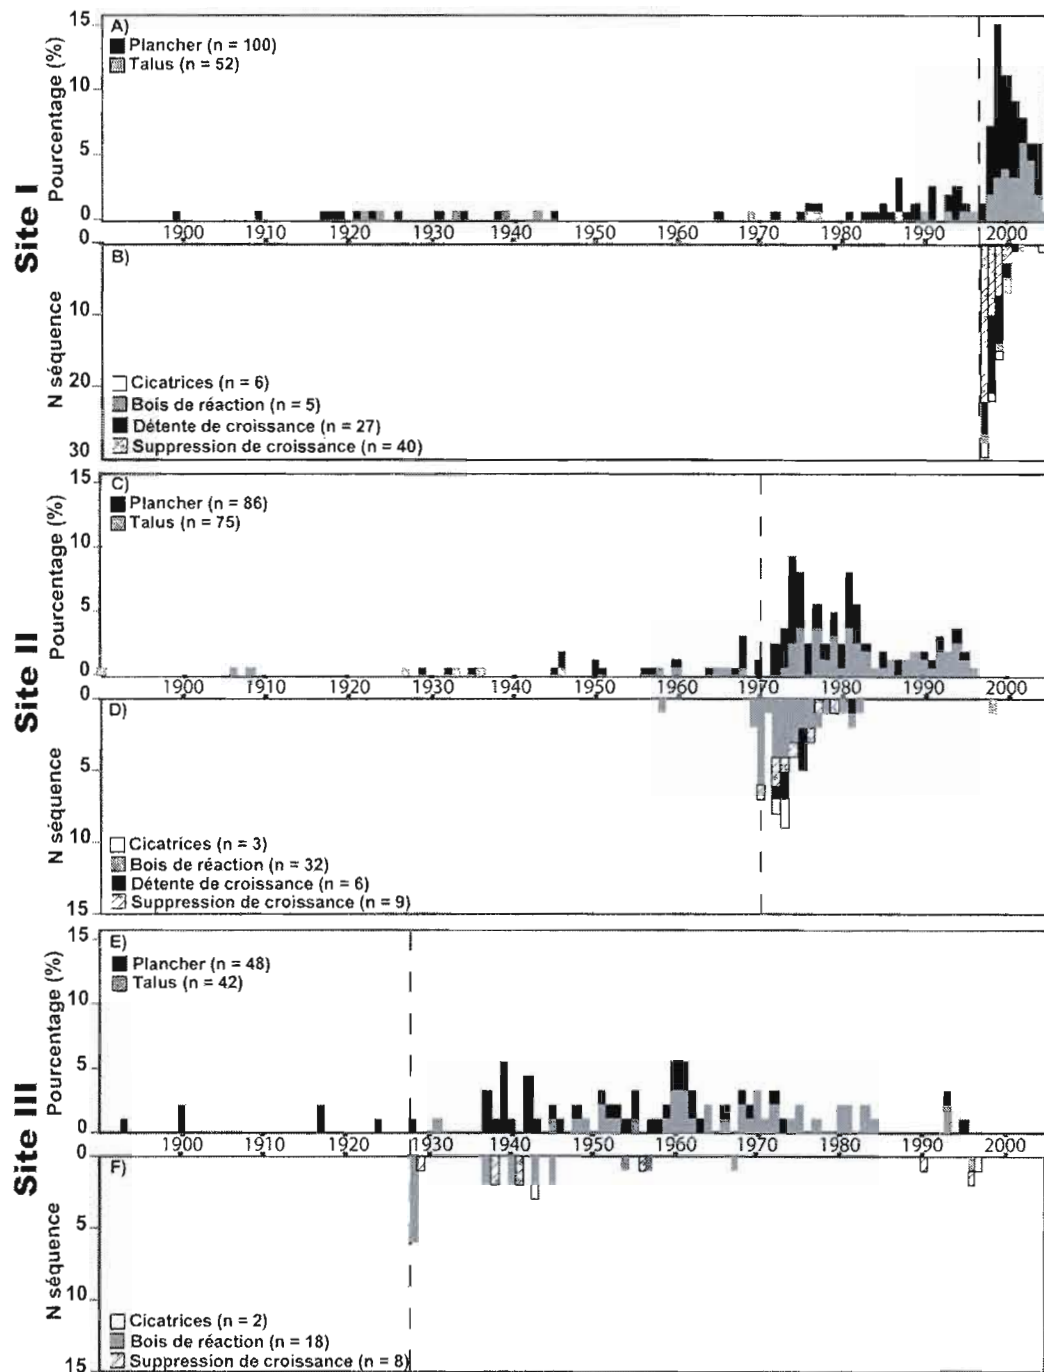 Site I
Pourcentage (%)
15
10
5
0
A)
Plancher (n = 100)
Talus (n = 52)
1900 1910 1920 1930 1940 1950 1960 1970 1980 1990 2000
N séquence
0
10
20
30
B)
Cicatrices (n = 6)
Bois de réaction (n = 5)
Détente de croissance (n = 27)
Suppression de croissance (n = 40)
Site II
Pourcentage (%)
15
10
5
0
C)
Plancher (n = 86)
Talus (n = 75)
1900 1910 1920 1930 1940 1950 1960 1970 1980 1990 2000
N séquence
0
5
10
15
D)
Cicatrices (n = 3)
Bois de réaction (n = 32)
Détente de croissance (n = 6)
Suppression de croissance (n = 9)
Site III
Pourcentage (%)
15
10
5
0
E)
Plancher (n = 48)
Talus (n = 42)
1900 1910 1920 1930 1940 1950 1960 1970 1980 1990 2000
N séquence
0
5
10
15
F)
Cicatrices (n = 2)
Bois de réaction (n = 18)
Suppression de croissance (n = 8)